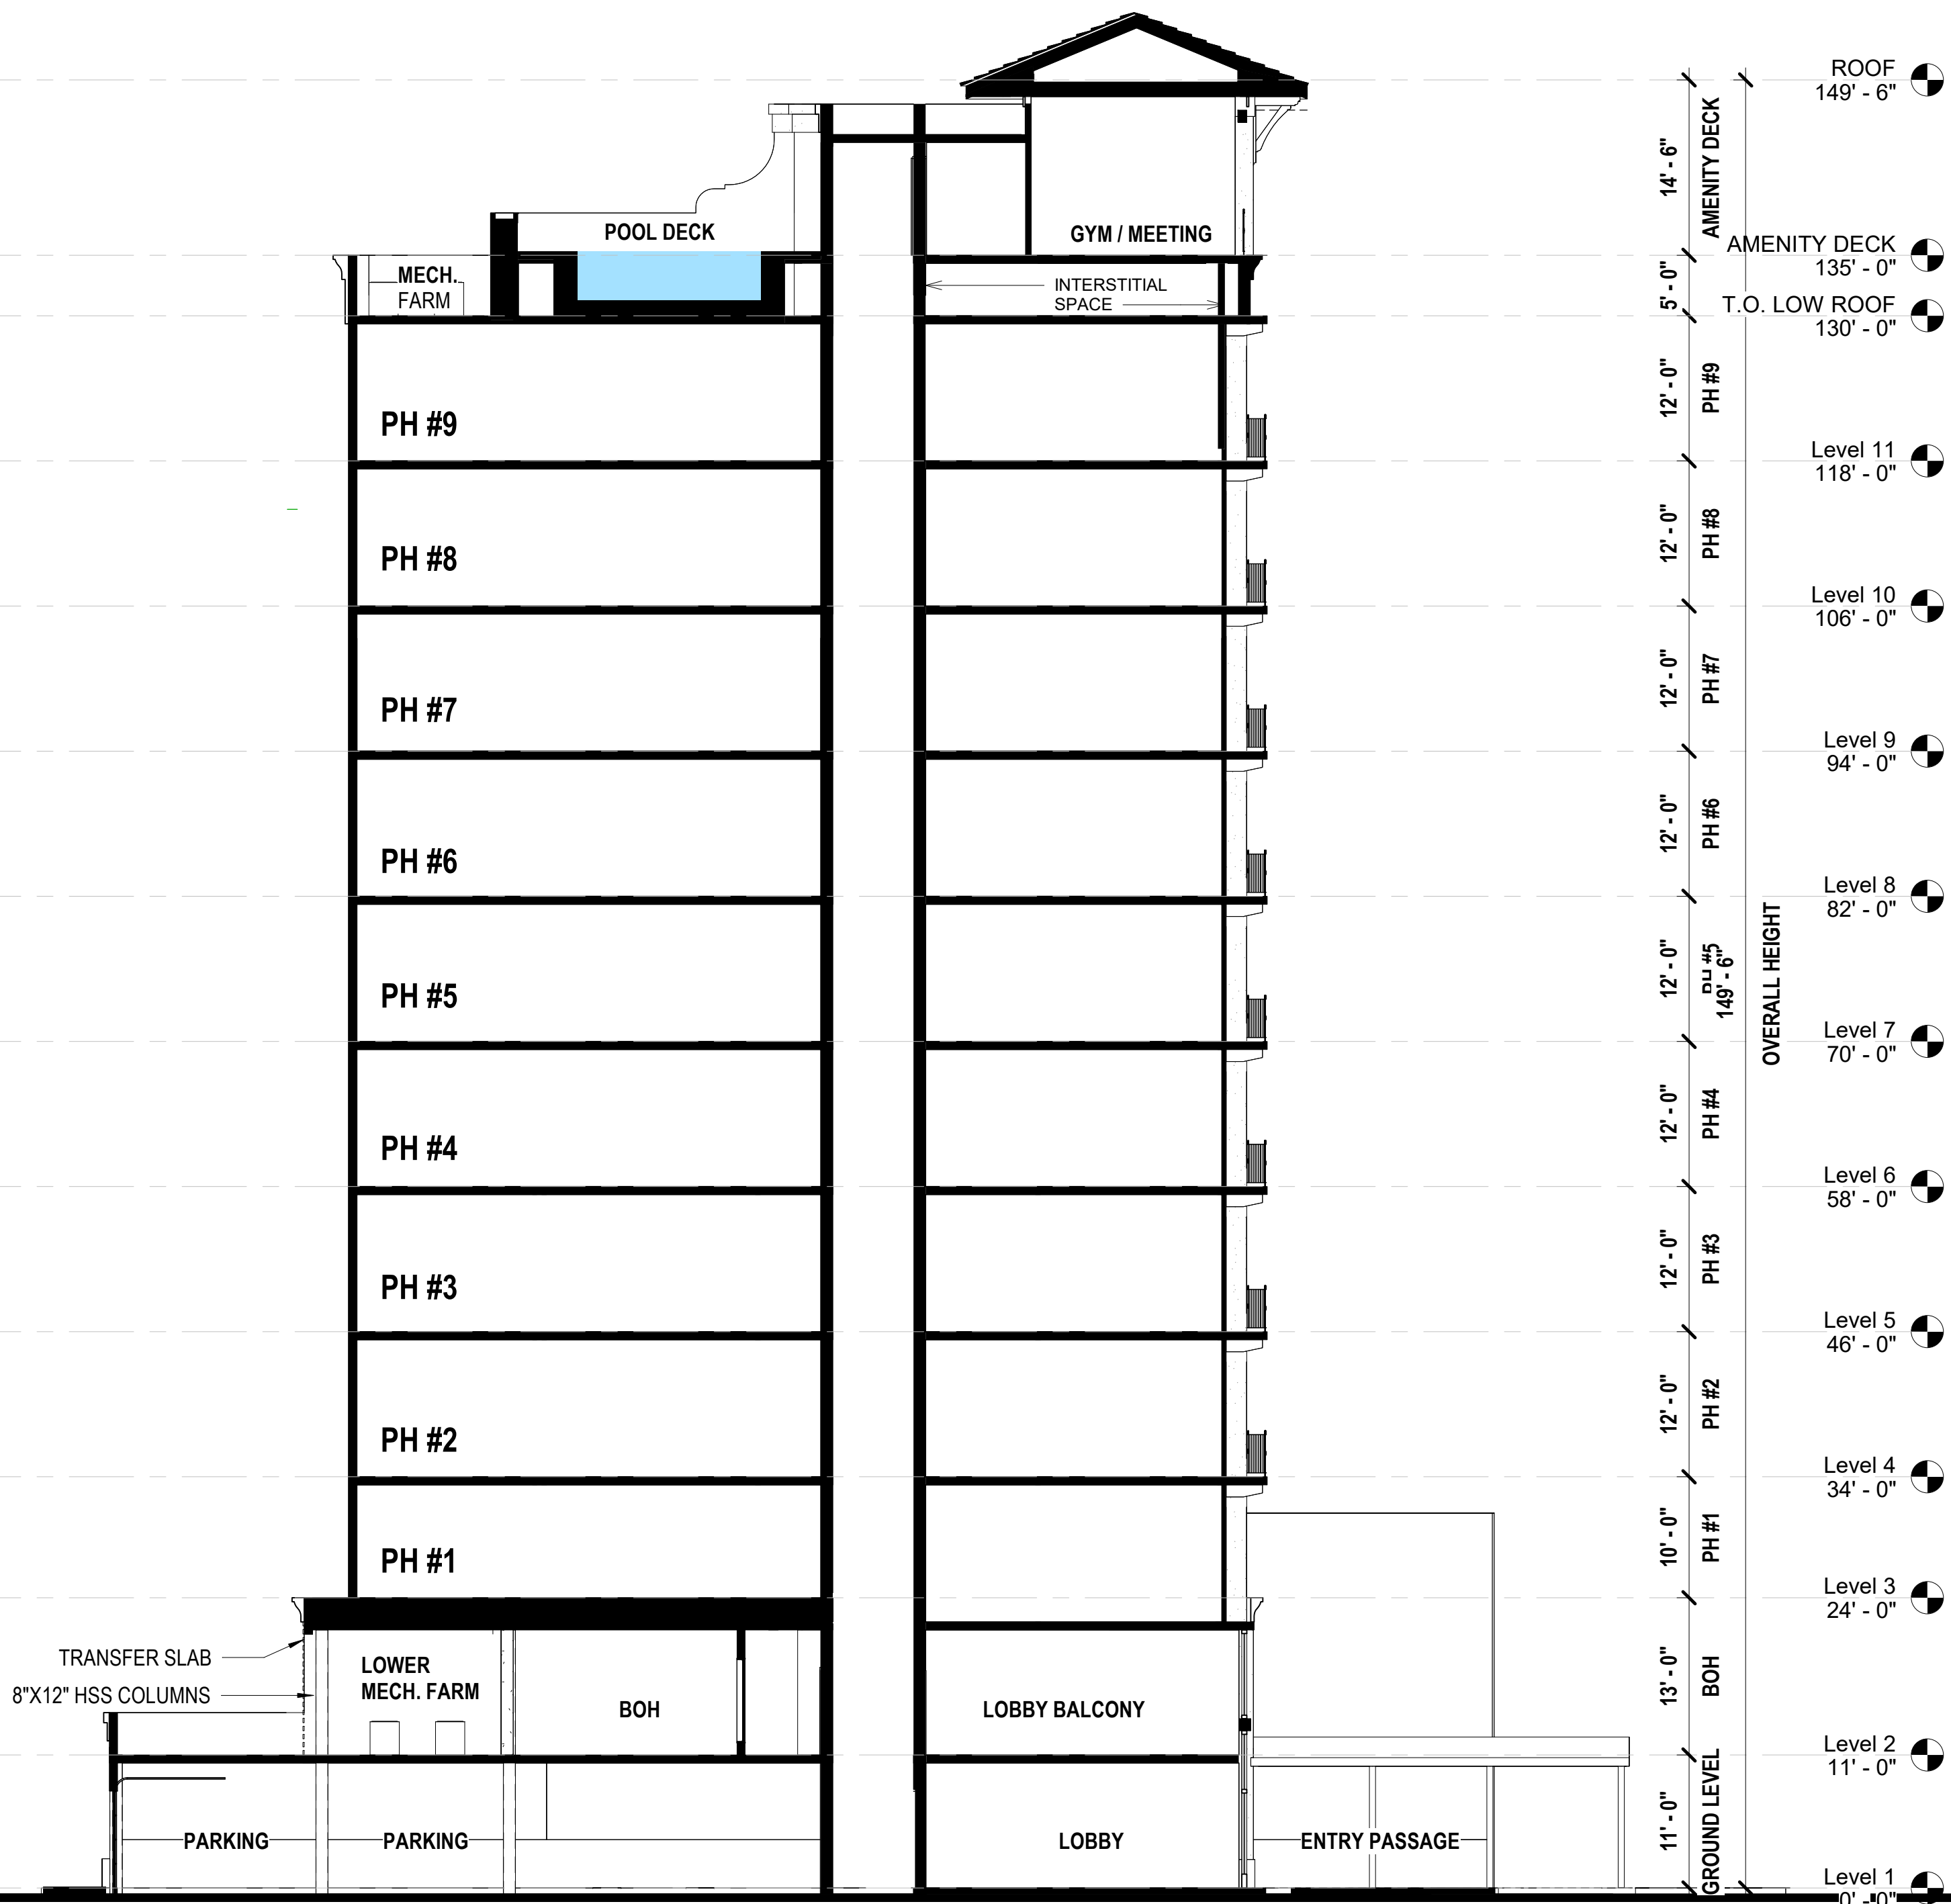 ROOF
149' - 6"
14' - 6"
AMENITY DECK
POOL DECK
GYM / MEETING
AMENITY DECK
135' - 0"
MECH.
FARM
INTERSTITIAL
SPACE
5' - 0"
T.O. LOW ROOF
130' - 0"
PH #9
12' - 0"
PH #9
Level 11
118' - 0"
PH #8
12' - 0"
PH #8
Level 10
106' - 0"
PH #7
12' - 0"
PH #7
Level 9
94' - 0"
PH #6
12' - 0"
PH #6
Level 8
82' - 0"
PH #5
12' - 0"
PH #5
149' - 6"
OVERALL HEIGHT
Level 7
70' - 0"
PH #4
12' - 0"
PH #4
Level 6
58' - 0"
PH #3
12' - 0"
PH #3
Level 5
46' - 0"
PH #2
12' - 0"
PH #2
Level 4
34' - 0"
PH #1
10' - 0"
PH #1
Level 3
24' - 0"
TRANSFER SLAB
8"X12" HSS COLUMNS
LOWER
MECH. FARM
BOH
LOBBY BALCONY
13' - 0"
BOH
Level 2
11' - 0"
PARKING
PARKING
LOBBY
ENTRY PASSAGE
11' - 0"
GROUND LEVEL
Level 1
0' - 0"